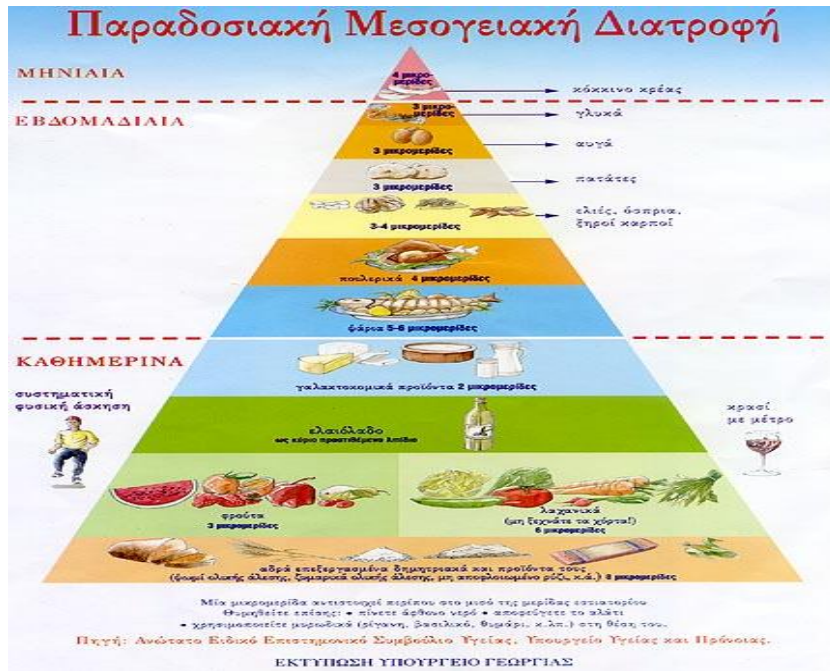 Παραδοσιακή Μεσογειακή Διατροφή
ΜΗΝΙΑΙΑ
4 μικρο-
μερίδες
κόκκινο κρέας
ΕΒΔΟΜΑΔΙΑΙΑ
3 μικρο-
μερίδες
γλυκά
3 μικρομερίδες
αυγά
3 μικρομερίδες
πατάτες
3-4 μικρομερίδες
ελιές, όσπρια,
ξηροί καρποί
πουλερικά 4 μικρομερίδες
ψάρια 5-6 μικρομερίδες
ΚΑΘΗΜΕΡΙΝΑ
γαλακτοκομικά προϊόντα 2 μικρομερίδες
συστηματική
φυσική άσκηση
ελαιόλαδο
ως κύριο προστιθέμενο λιπίδιο
κρασί
με μέτρο
φρούτα
3 μικρομερίδες
λαχανικά
(μη ξεχνάτε τα χόρτα!)
6 μικρομερίδες
αδρά επεξεργασμένα δημητριακά και προϊόντα τους
(ψωμί ολικής άλεσης, ζυμαρικά ολικής άλεσης, μη αποφλοιωμένο ρύζι, κ.ά.) 8 μικρομερίδες
Μία μικρομερίδα αντιστοιχεί περίπου στο μισό της μερίδας εστιατορίου
Θυμηθείτε επίσης: • πίνετε άφθονο νερό • αποφεύγετε το αλάτι
• χρησιμοποιείτε μυρωδικά (ρίγανη, βασιλικό, θυμάρι, κ.λπ.) στη θέση του.
Πηγή: Ανώτατο Ειδικό Επιστημονικό Συμβούλιο Υγείας, Υπουργείο Υγείας και Πρόνοιας.
ΕΚΤΥΠΩΣΗ ΥΠΟΥΡΓΕΙΟ ΓΕΩΡΓΙΑΣ